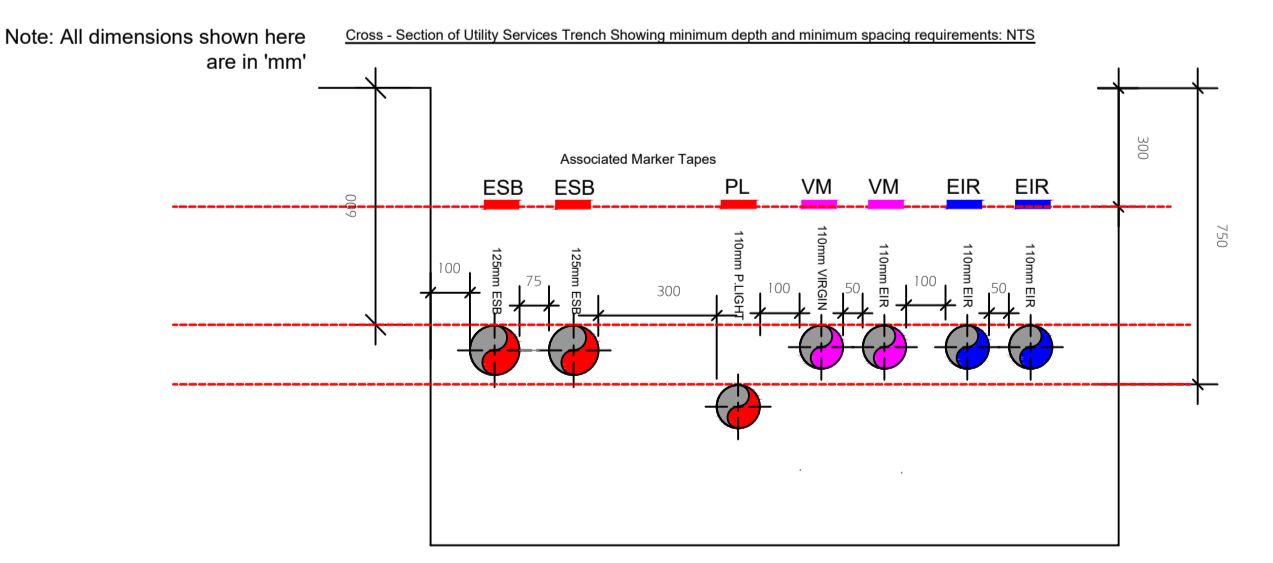 Note: All dimensions shown here
are in 'mm'
Cross - Section of Utility Services Trench Showing minimum depth and minimum spacing requirements: NTS
Associated Marker Tapes
ESB ESB PL VM VM EIR EIR
300
600
750
125mm ESB
125mm ESB
110mm P.LIGHT
110mm VIRGIN
110mm EIR
110mm EIR
110mm EIR
100 75 300 100 50 100 50